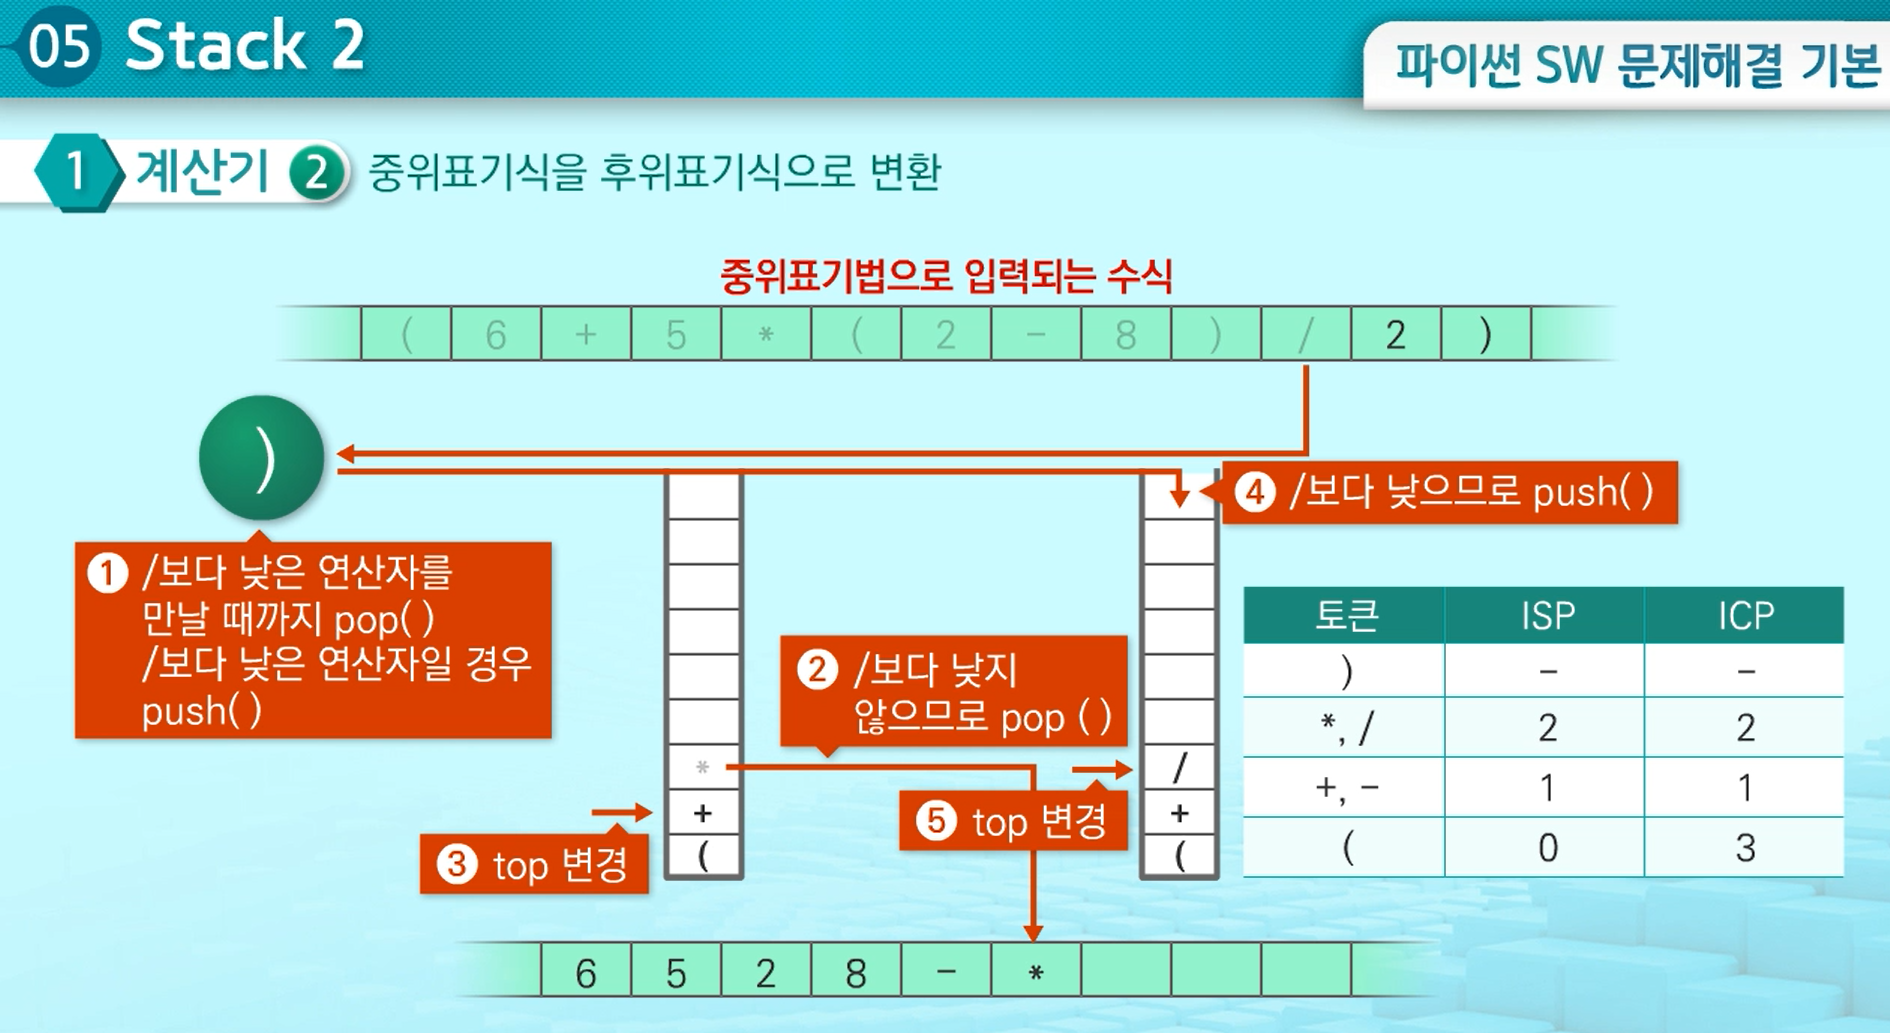 05 Stack 2
파이썬 SW 문제해결 기본
1 계산기 2 중위표기식을 후위표기식으로 변환
중위표기법으로 입력되는 수식
( 6 + 5 * ( 2 - 8 ) / 2 )
)
4 /보다 낮으므로 push( )
1 /보다 낮은 연산자를
만날 때까지 pop( )
/보다 낮은 연산자일 경우
push( )
2 /보다 낮지
않으므로 pop ( )
*
+
(
3 top 변경
/
+
(
5 top 변경
토큰 ISP ICP
) - -
*, / 2 2
+, - 1 1
( 0 3
6 5 2 8 - *